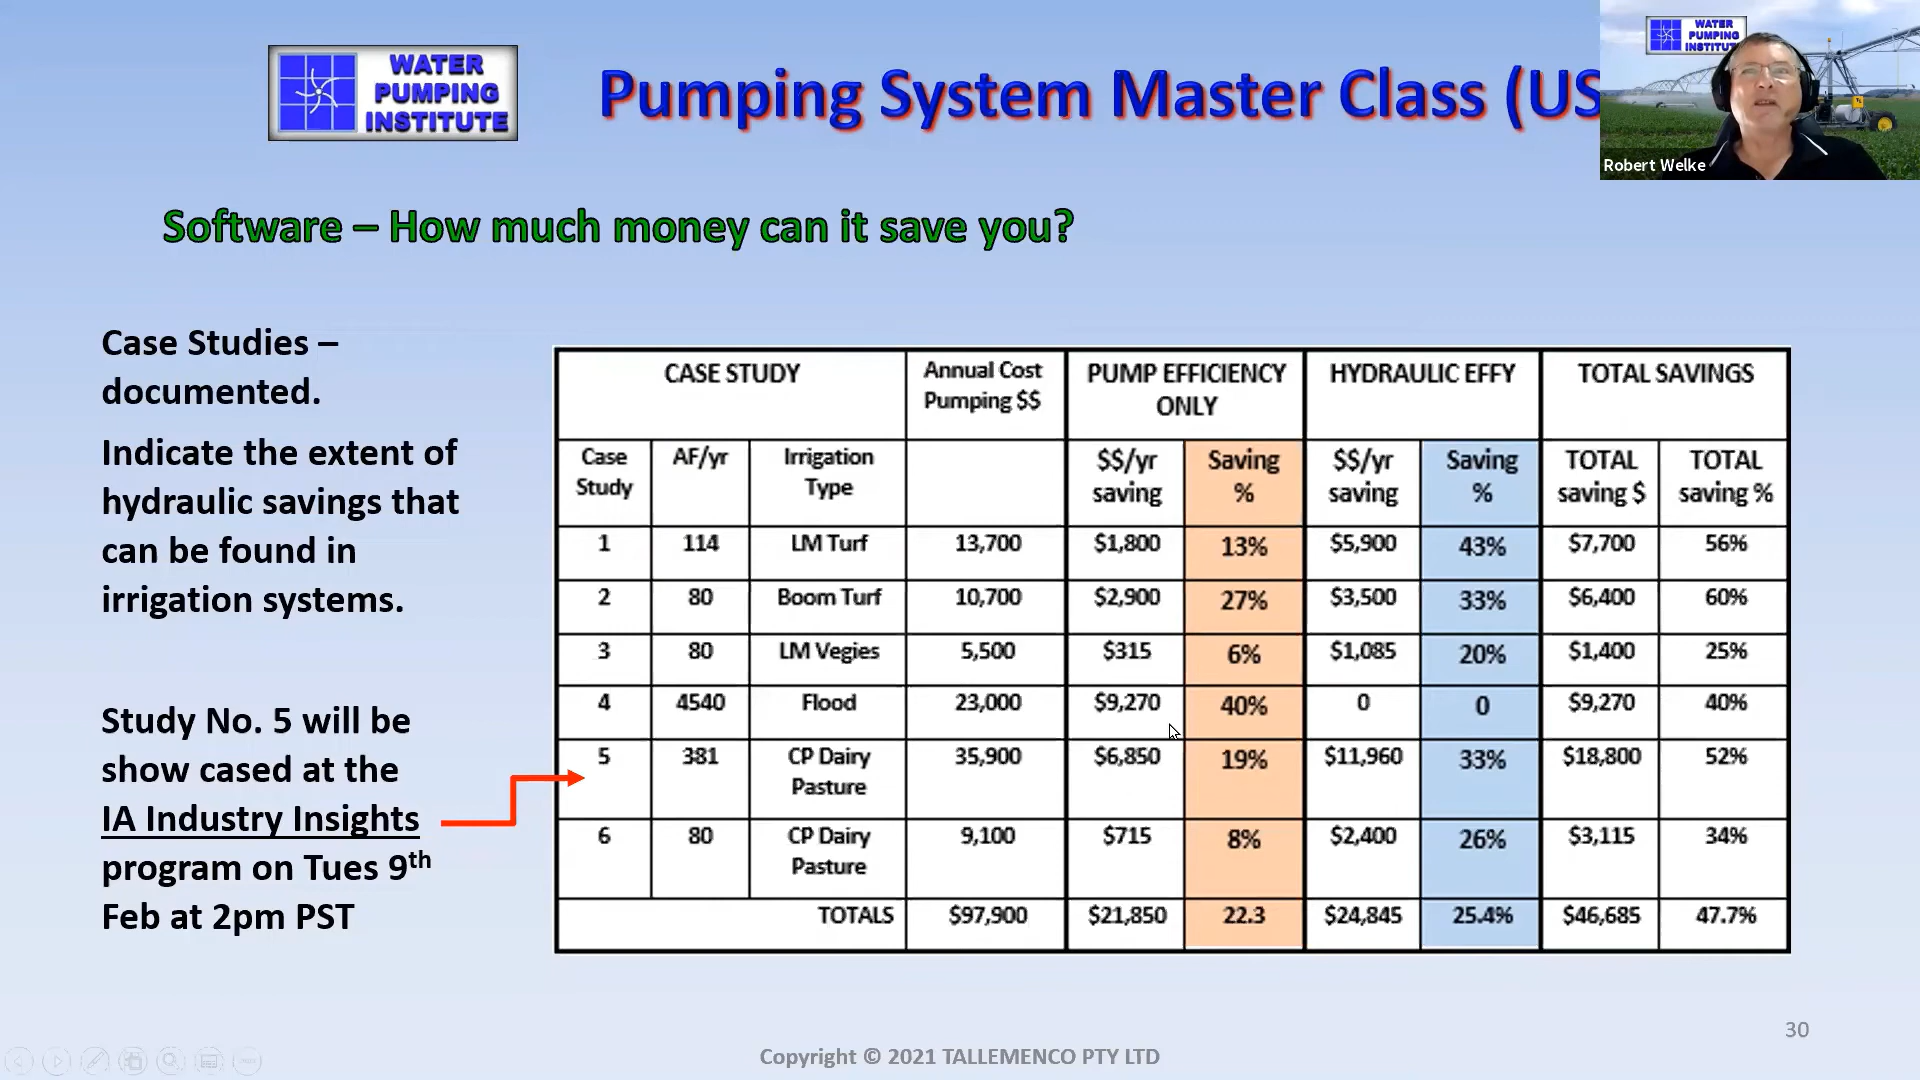 WATER
PUMPING
INSTITUTE
Pumping System Master Class (US
WATER
PUMPING
INSTITUT
Robert Welke
Software – How much money can it save you?
Case Studies –
documented.
Indicate the extent of
hydraulic savings that
can be found in
irrigation systems.
Study No. 5 will be
show cased at the
IA Industry Insights
program on Tues 9th
Feb at 2pm PST
CASE STUDY Annual Cost Pumping $$ PUMP EFFICIENCY ONLY HYDRAULIC EFFY TOTAL SAVINGS
Case Study AF/yr Irrigation Type $$/yr saving Saving % $$/yr saving Saving % TOTAL saving $ TOTAL saving %
1 114 LM Turf 13,700 $1,800 13% $5,900 43% $7,700 56%
2 80 Boom Turf 10,700 $2,900 27% $3,500 33% $6,400 60%
3 80 LM Vegies 5,500 $315 6% $1,085 20% $1,400 25%
4 4540 Flood 23,000 $9,270 40% 0 0 $9,270 40%
5 381 CP Dairy Pasture 35,900 $6,850 19% $11,960 33% $18,800 52%
6 80 CP Dairy Pasture 9,100 $715 8% $2,400 26% $3,115 34%
TOTALS $97,900 $21,850 22.3 $24,845 25.4% $46,685 47.7%
30
Copyright © 2021 TALLEMENCO PTY LTD